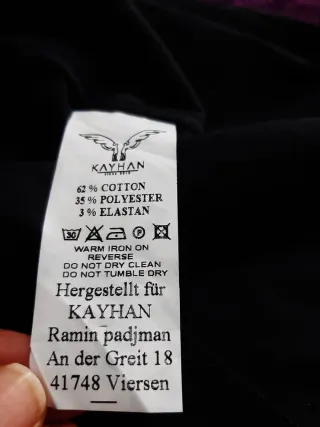 KAYHAN
62 % COTTON
35 % POLYESTER
3 % ELASTAN
30 P
WARM IRON ON
REVERSE
DO NOT DRY CLEAN
DO NOT TUMBLE DRY
Hergestellt für
KAYHAN
Ramin padjman
An der Greit 18
41748 Viersen